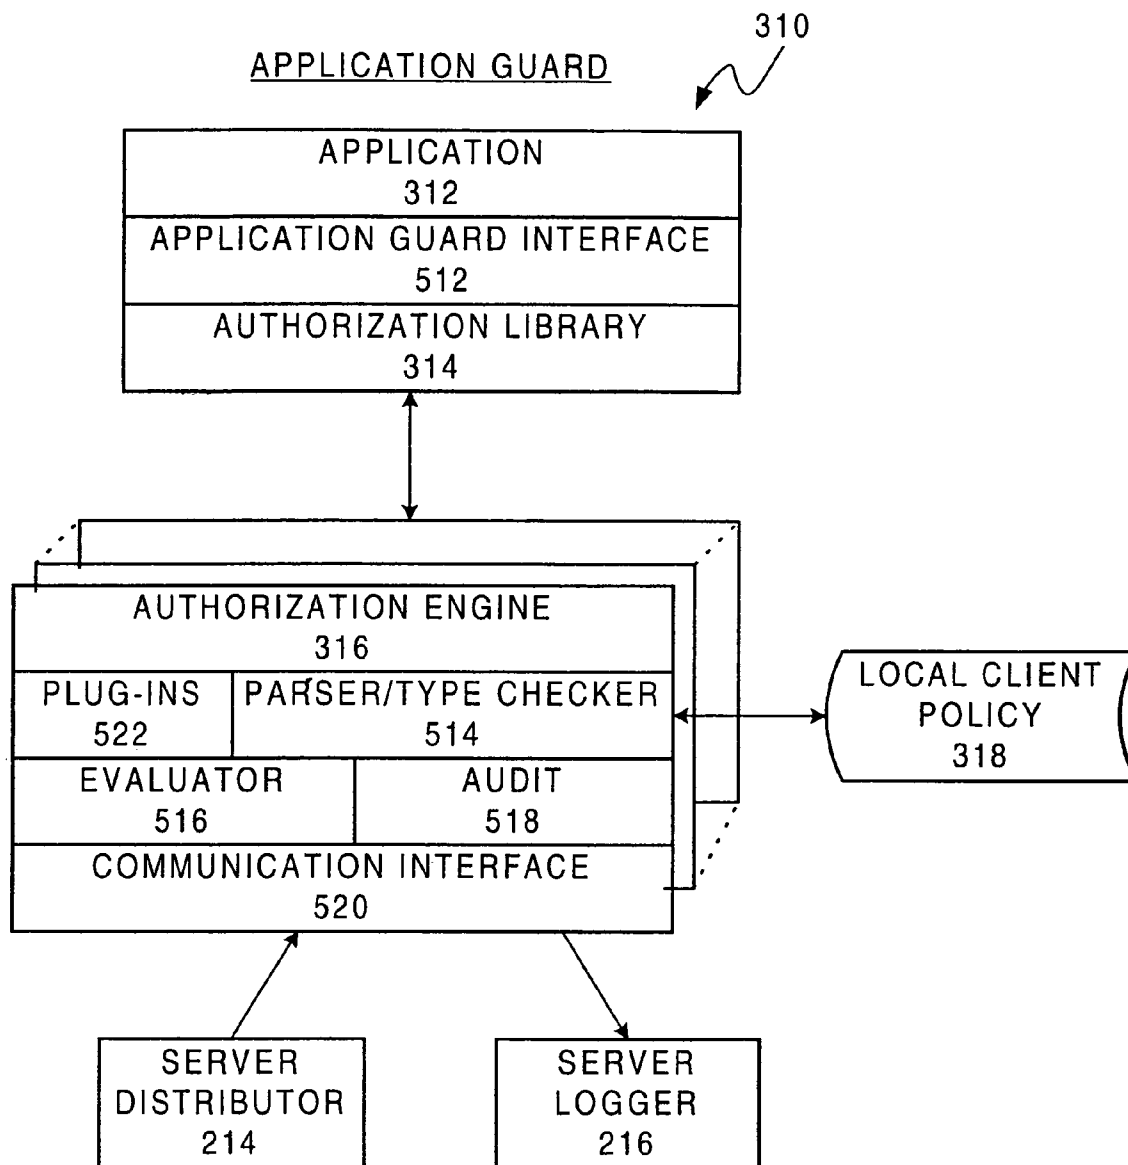 310
APPLICATION GUARD
APPLICATION
312
APPLICATION GUARD INTERFACE
512
AUTHORIZATION LIBRARY
314
AUTHORIZATION ENGINE
316
PLUG-INS
522
PARSER/TYPE CHECKER
514
EVALUATOR
516
AUDIT
518
COMMUNICATION INTERFACE
520
LOCAL CLIENT
POLICY
318
SERVER
DISTRIBUTOR
214
SERVER
LOGGER
216